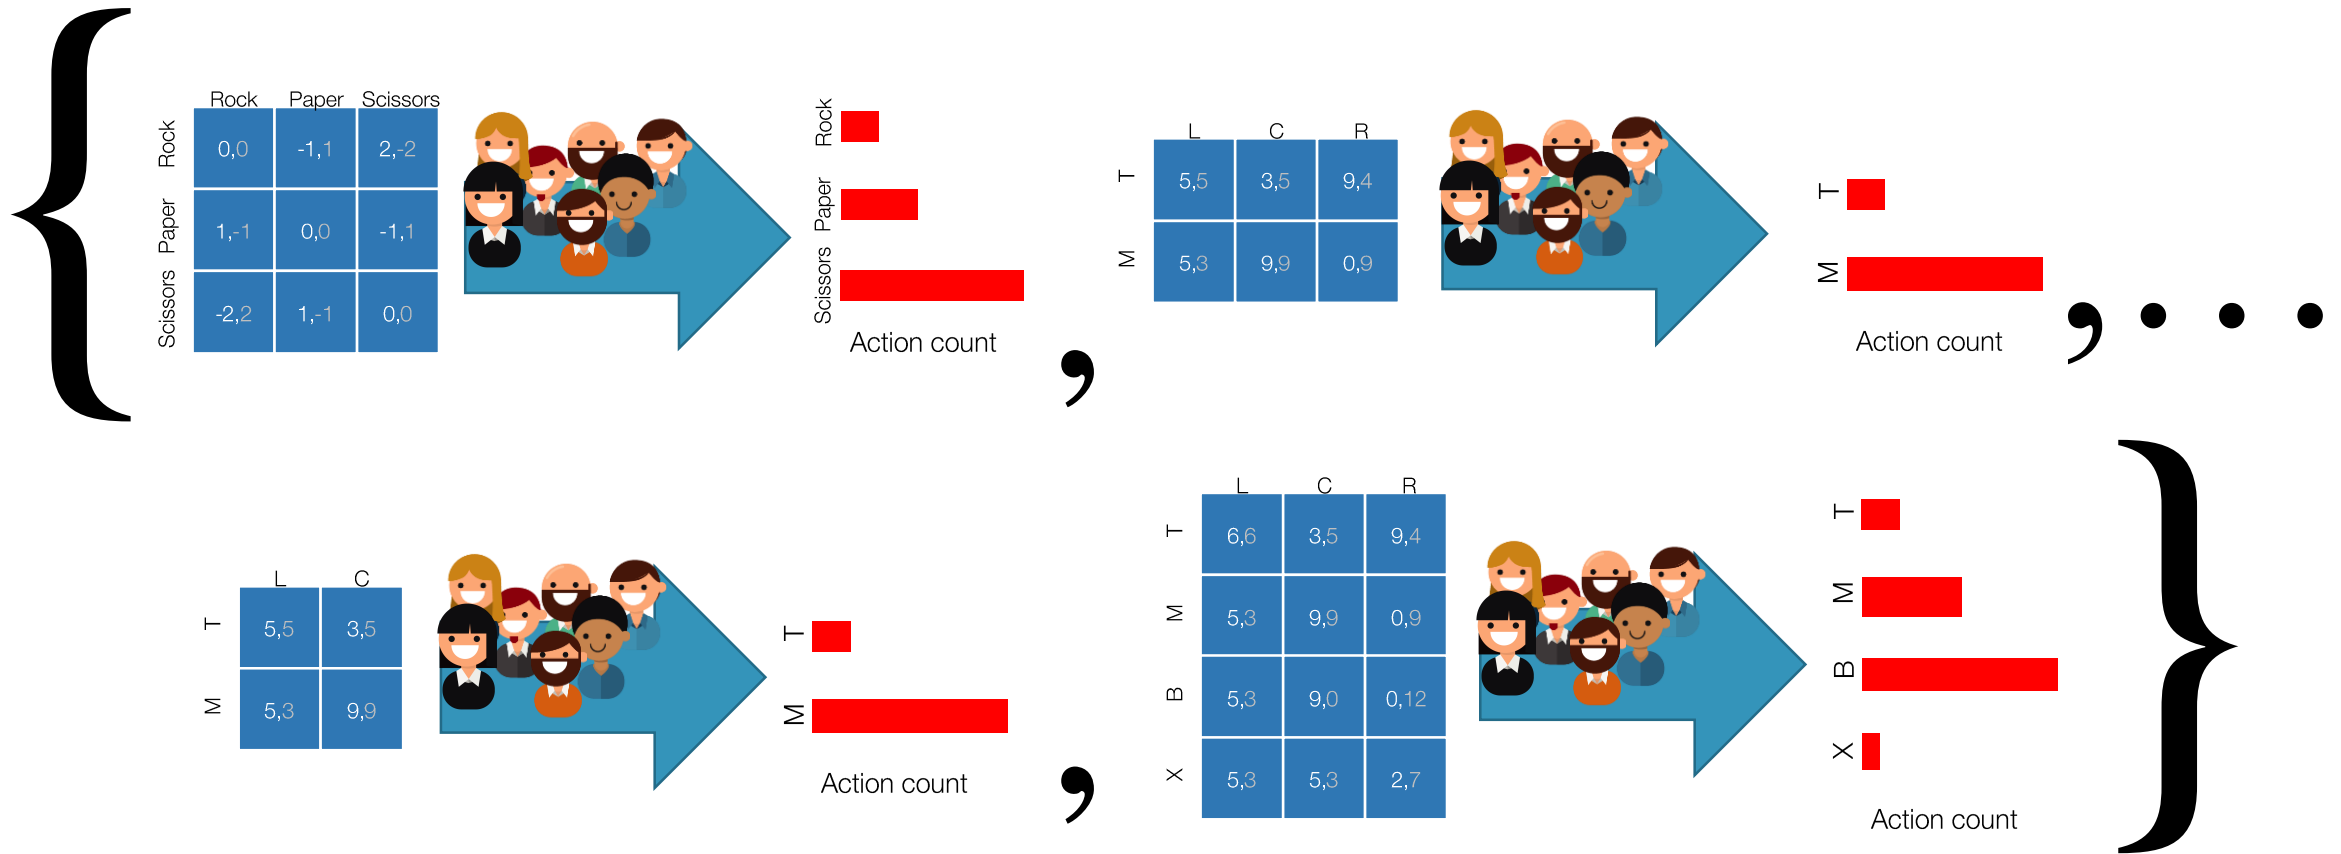 {
Rock Paper Scissors
Rock 0,0 -1,1 2,-2
Paper 1,-1 0,0 -1,1
Scissors -2,2 1,-1 0,0
Rock
Paper
Scissors
Action count
,
L C R
T 5,5 3,5 9,4
M 5,3 9,9 0,9
T
M
Action count
, • • •
L C
T 5,5 3,5
M 5,3 9,9
T
M
Action count
,
L C R
T 6,6 3,5 9,4
M 5,3 9,9 0,9
B 5,3 9,0 0,12
X 5,3 5,3 2,7
T
M
B
X
Action count
}